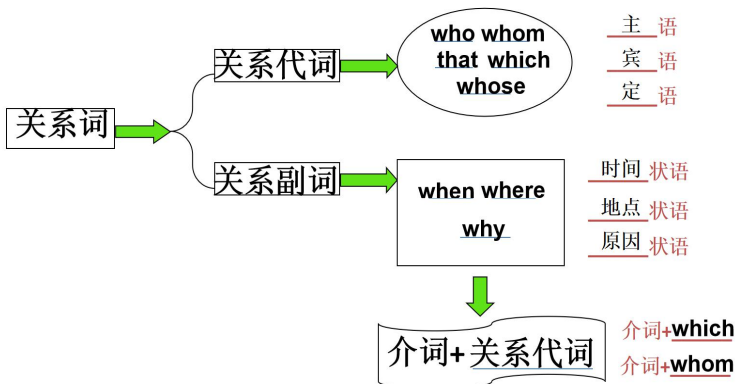 关系词
关系代词
who whom
that which
whose
主语
宾语
定语
关系副词
when where
why
时间状语
地点状语
原因状语
介词+关系代词
介词+which
介词+whom